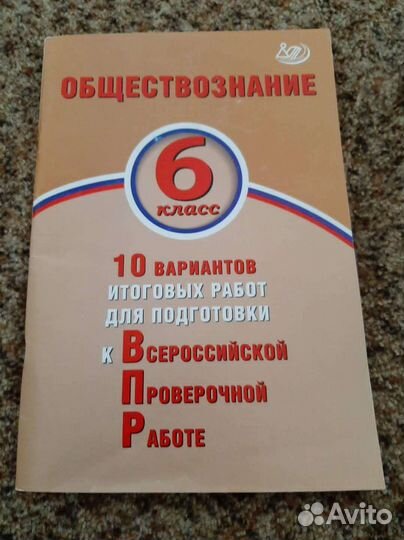 ОБЩЕСТВОЗНАНИЕ
6
класс
10 ВАРИАНТОВ
ИТОГОВЫХ РАБОТ
ДЛЯ ПОДГОТОВКИ
К ВСЕРОССИЙСКОЙ
ПРОВЕРОЧНОЙ
РАБОТЕ
Avito